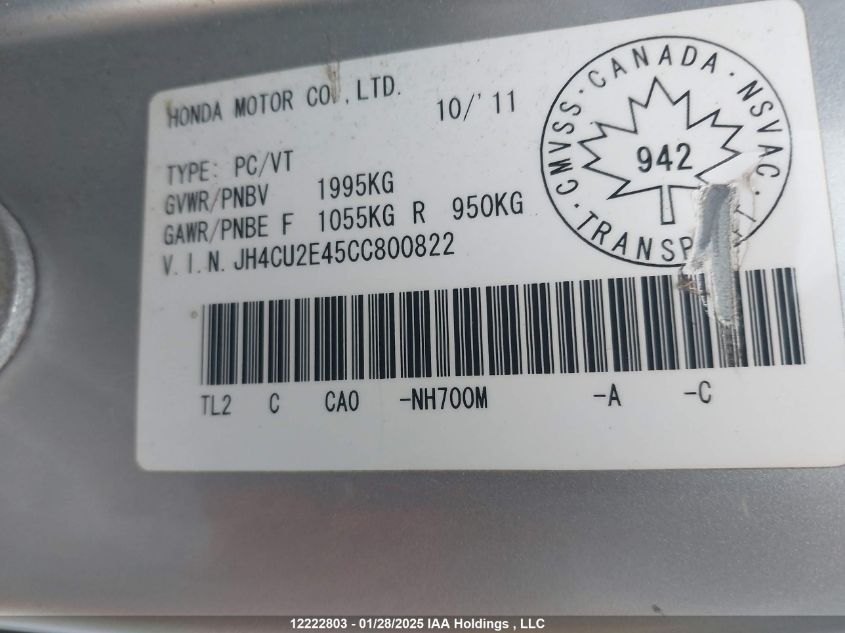 HONDA MOTOR CO.,LTD. 10/'11
TYPE: PC/VT
GVWR/PNBV 1995KG
GAWR/PNBE F 1055KG R 950KG
V.I.N. JH4CU2E45CC800822
CMVSS · CANADA · NSVAC ·
TRANSP
942
TL2 C CA0 -NH700M -A -C
12222803 - 01/28/2025 IAA Holdings , LLC